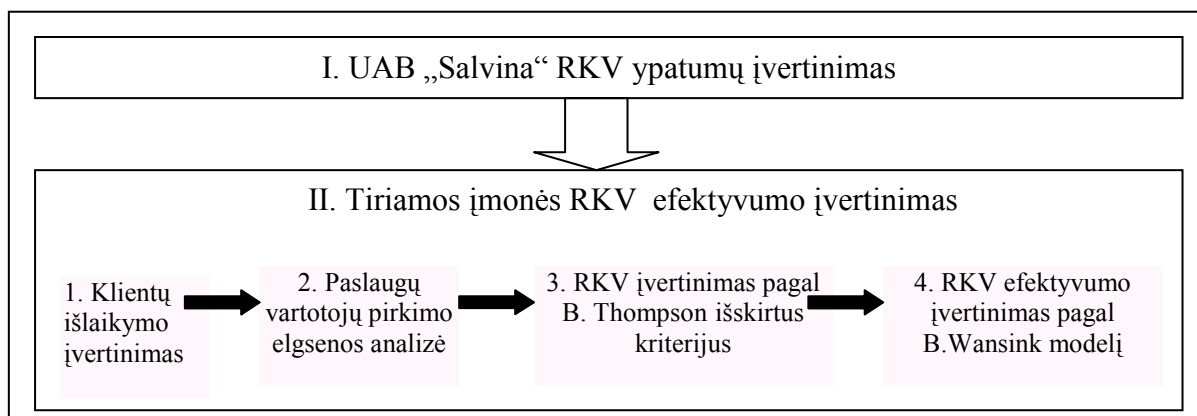 I. UAB „Salvina“ RKV ypatumų įvertinimas
II. Tiriamos įmonės RKV efektyvumo įvertinimas
1. Klientų
išlaikymo
įvertinimas
2. Paslaugų
vartotojų pirkimo
elgsenos analizė
3. RKV įvertinimas pagal
B. Thompson išskirtus
kriterijus
4. RKV efektyvumo
įvertinimas pagal
B.Wansink modelį